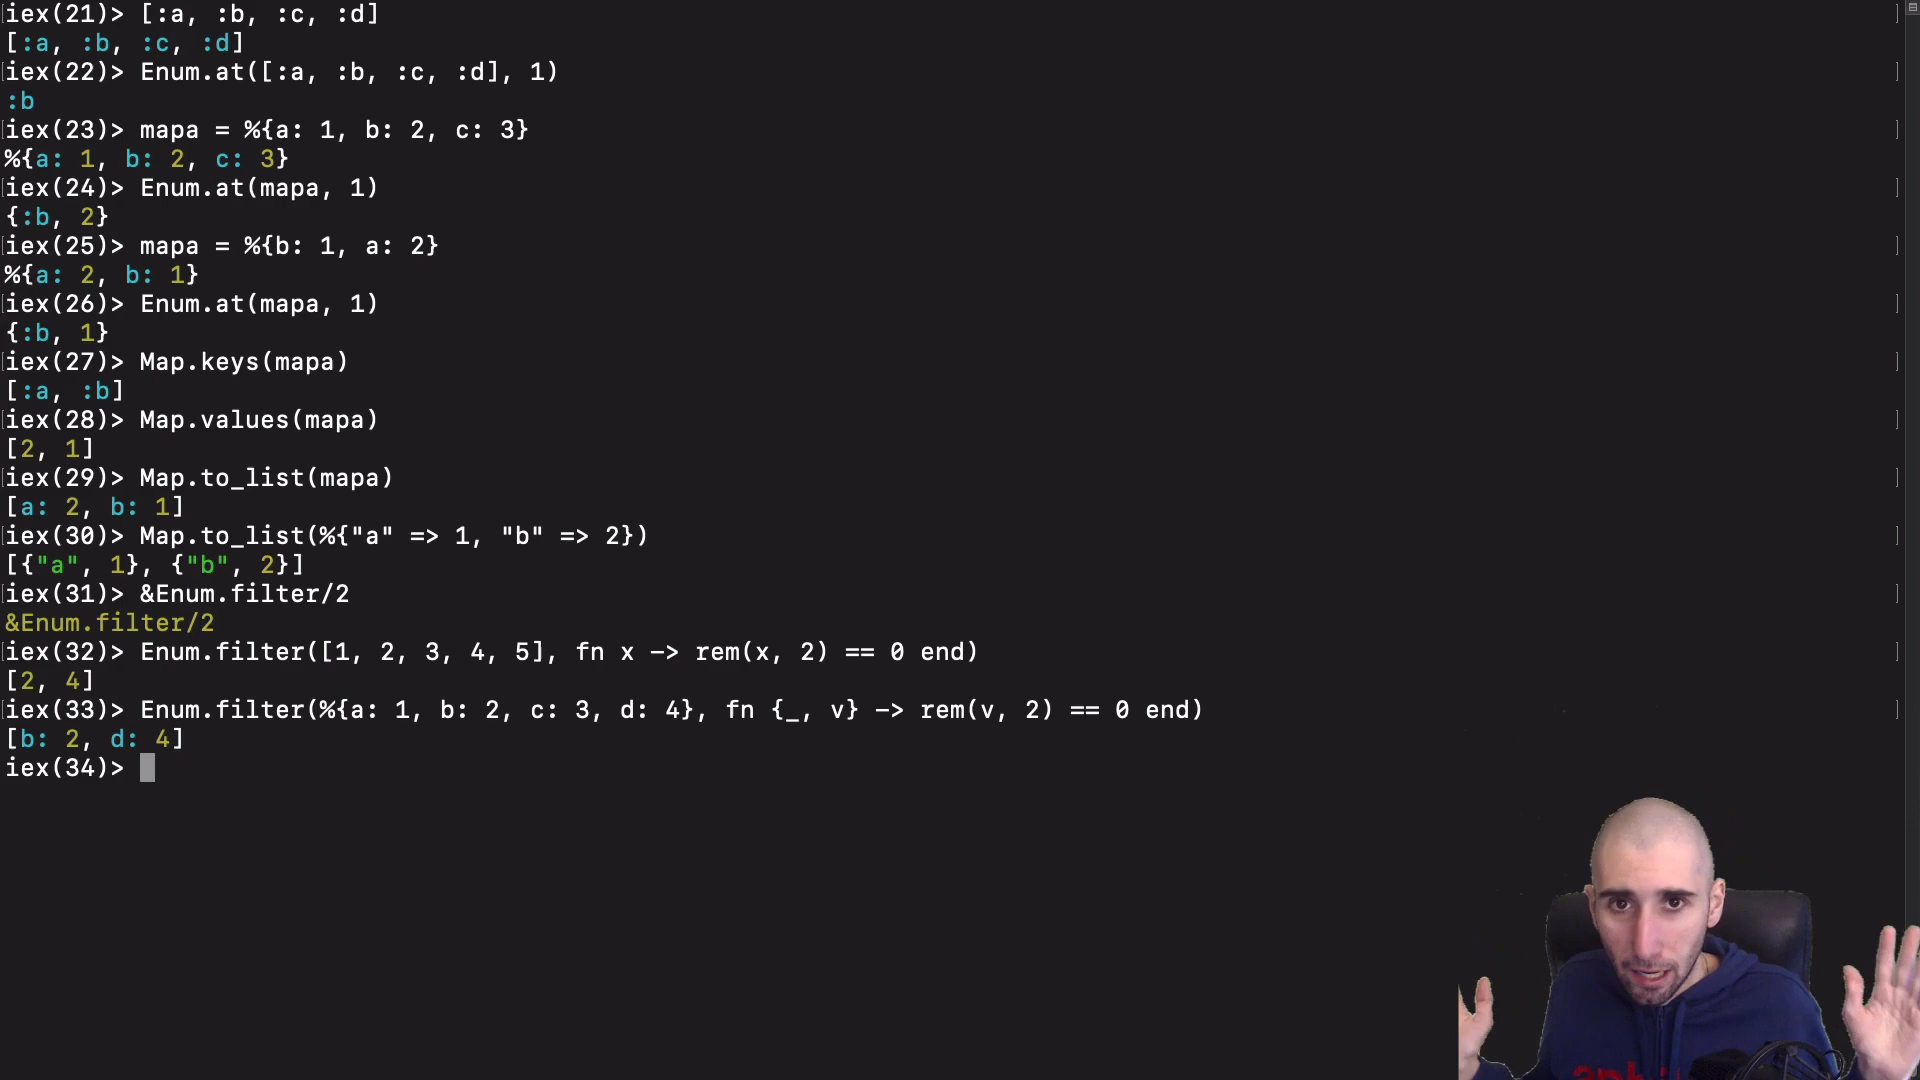 iex(21)> [:a, :b, :c, :d]
[:a, :b, :c, :d]
iex(22)> Enum.at([:a, :b, :c, :d], 1)
:b
iex(23)> mapa = %{a: 1, b: 2, c: 3}
%{a: 1, b: 2, c: 3}
iex(24)> Enum.at(mapa, 1)
{:b, 2}
iex(25)> mapa = %{b: 1, a: 2}
%{a: 2, b: 1}
iex(26)> Enum.at(mapa, 1)
{:b, 1}
iex(27)> Map.keys(mapa)
[:a, :b]
iex(28)> Map.values(mapa)
[2, 1]
iex(29)> Map.to_list(mapa)
[a: 2, b: 1]
iex(30)> Map.to_list(%{"a" => 1, "b" => 2})
[{"a", 1}, {"b", 2}]
iex(31)> &Enum.filter/2
&Enum.filter/2
iex(32)> Enum.filter([1, 2, 3, 4, 5], fn x -> rem(x, 2) == 0 end)
[2, 4]
iex(33)> Enum.filter(%{a: 1, b: 2, c: 3, d: 4}, fn {_, v} -> rem(v, 2) == 0 end)
[b: 2, d: 4]
iex(34)>